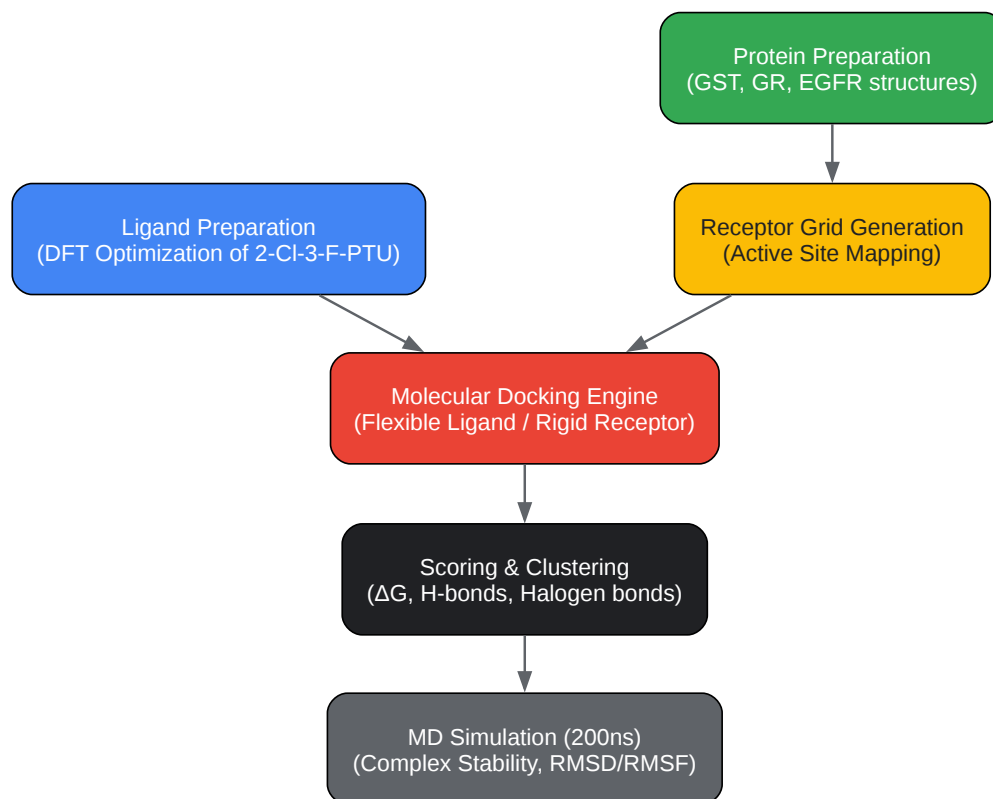 Protein Preparation
(GST, GR, EGFR structures)
Ligand Preparation
(DFT Optimization of 2-Cl-3-F-PTU)
Receptor Grid Generation
(Active Site Mapping)
Molecular Docking Engine
(Flexible Ligand / Rigid Receptor)
Scoring & Clustering
(ΔG, H-bonds, Halogen bonds)
MD Simulation (200ns)
(Complex Stability, RMSD/RMSF)